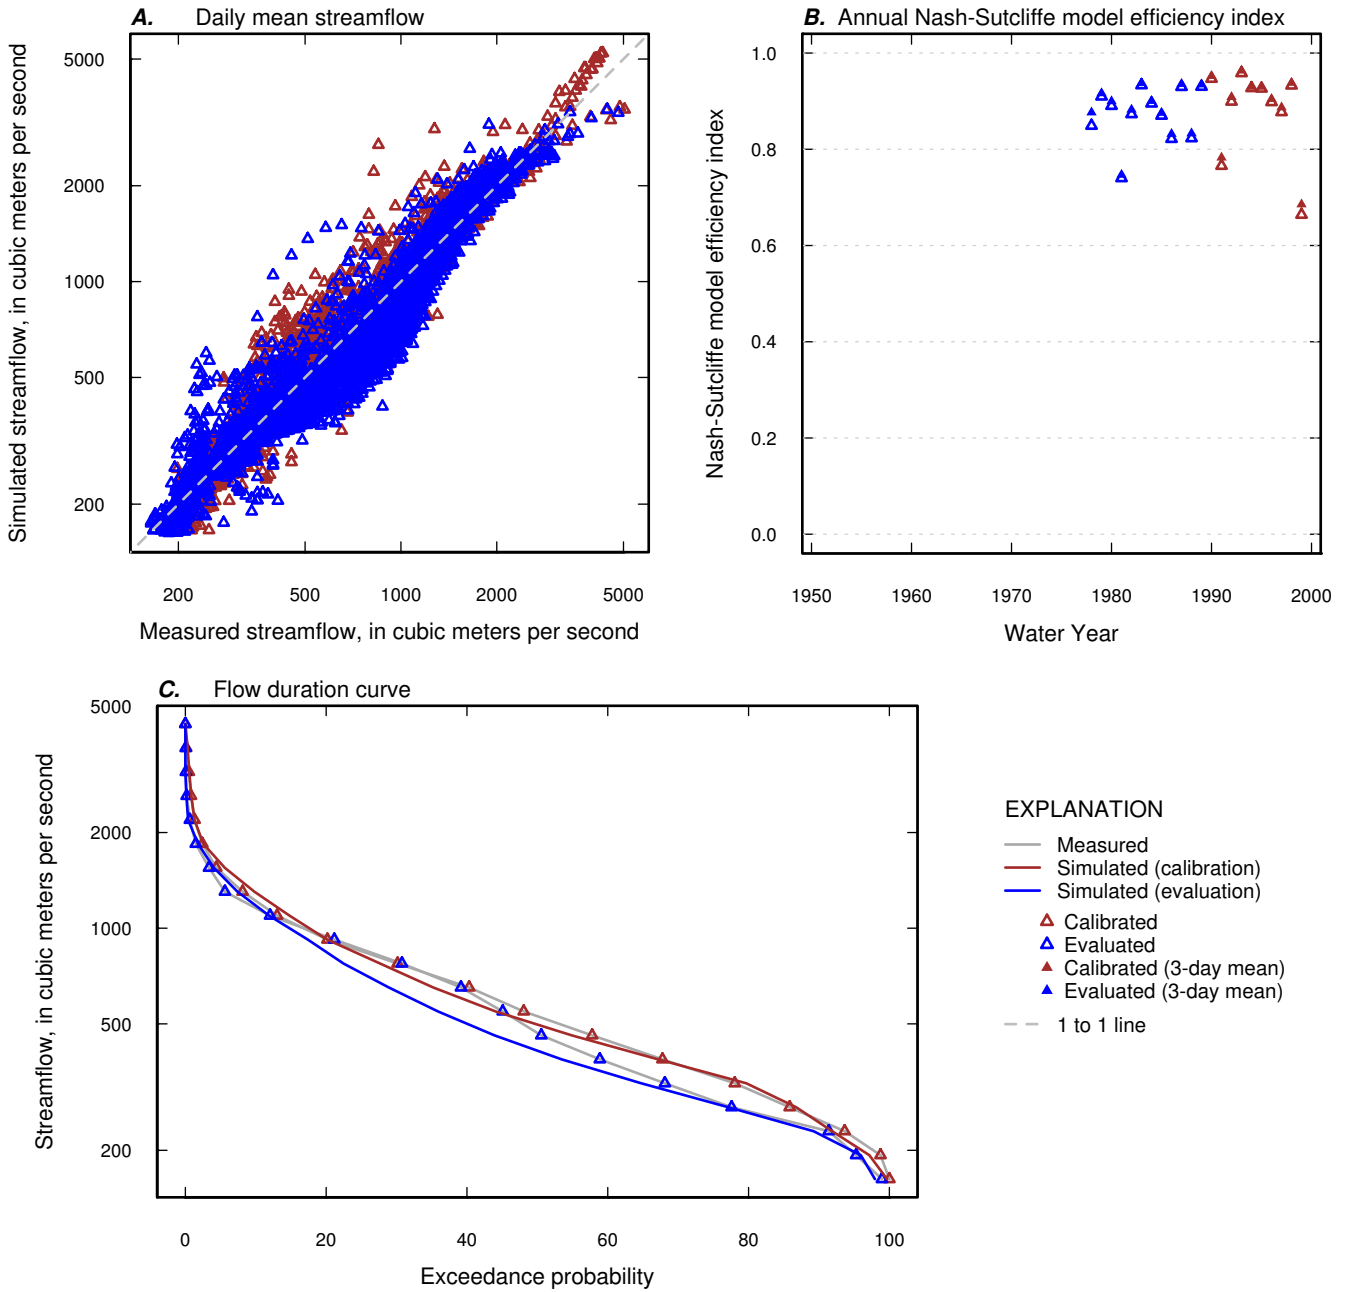 A. Daily mean streamflow
Simulated streamflow, in cubic meters per second
5000
2000
1000
500
200
200 500 1000 2000 5000
Measured streamflow, in cubic meters per second
B. Annual Nash-Sutcliffe model efficiency index
Nash-Sutcliffe model efficiency index
1.0
0.8
0.6
0.4
0.2
0.0
1950 1960 1970 1980 1990 2000
Water Year
C. Flow duration curve
Streamflow, in cubic meters per second
5000
2000
1000
500
200
0 20 40 60 80 100
Exceedance probability
EXPLANATION
Measured
Simulated (calibration)
Simulated (evaluation)
Calibrated
Evaluated
Calibrated (3-day mean)
Evaluated (3-day mean)
1 to 1 line